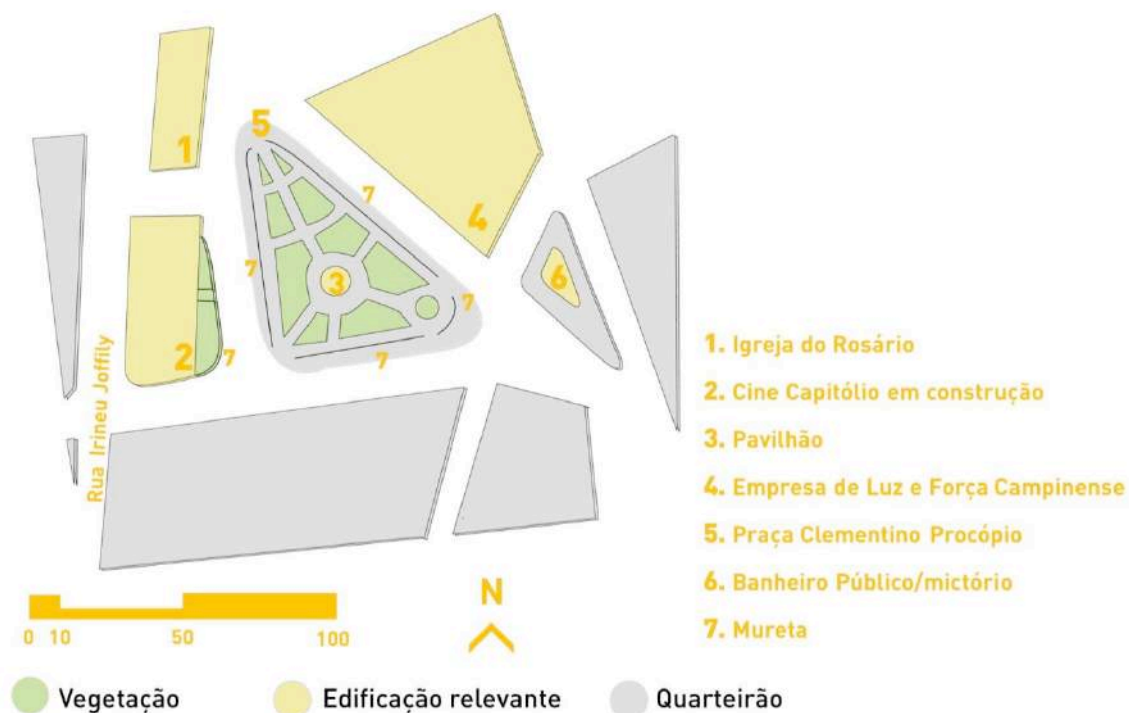 1
5
7
4
7
3
6
7
2
7
7
Rua Irineu Joffily
1. Igreja do Rosário
2. Cine Capitólio em construção
3. Pavilhão
4. Empresa de Luz e Força Campinense
5. Praça Clementino Procópio
6. Banheiro Público/mictório
7. Mureta
0 10 50 100
N
Vegetação
Edificação relevante
Quarteirão